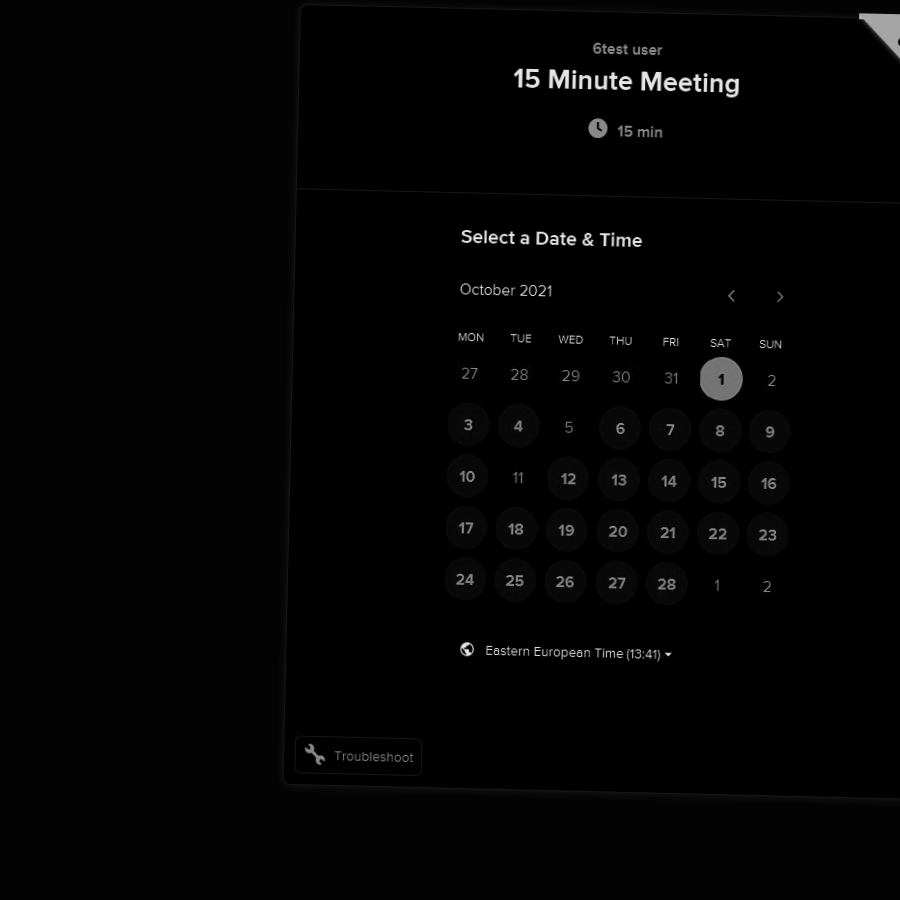 6test user
15 Minute Meeting
15 min
Select a Date & Time
October 2021
MON TUE WED THU FRI SAT SUN
27 28 29 30 31 1 2
3 4 5 6 7 8 9
10 11 12 13 14 15 16
17 18 19 20 21 22 23
24 25 26 27 28 1 2
Eastern European Time (13:41)
Troubleshoot